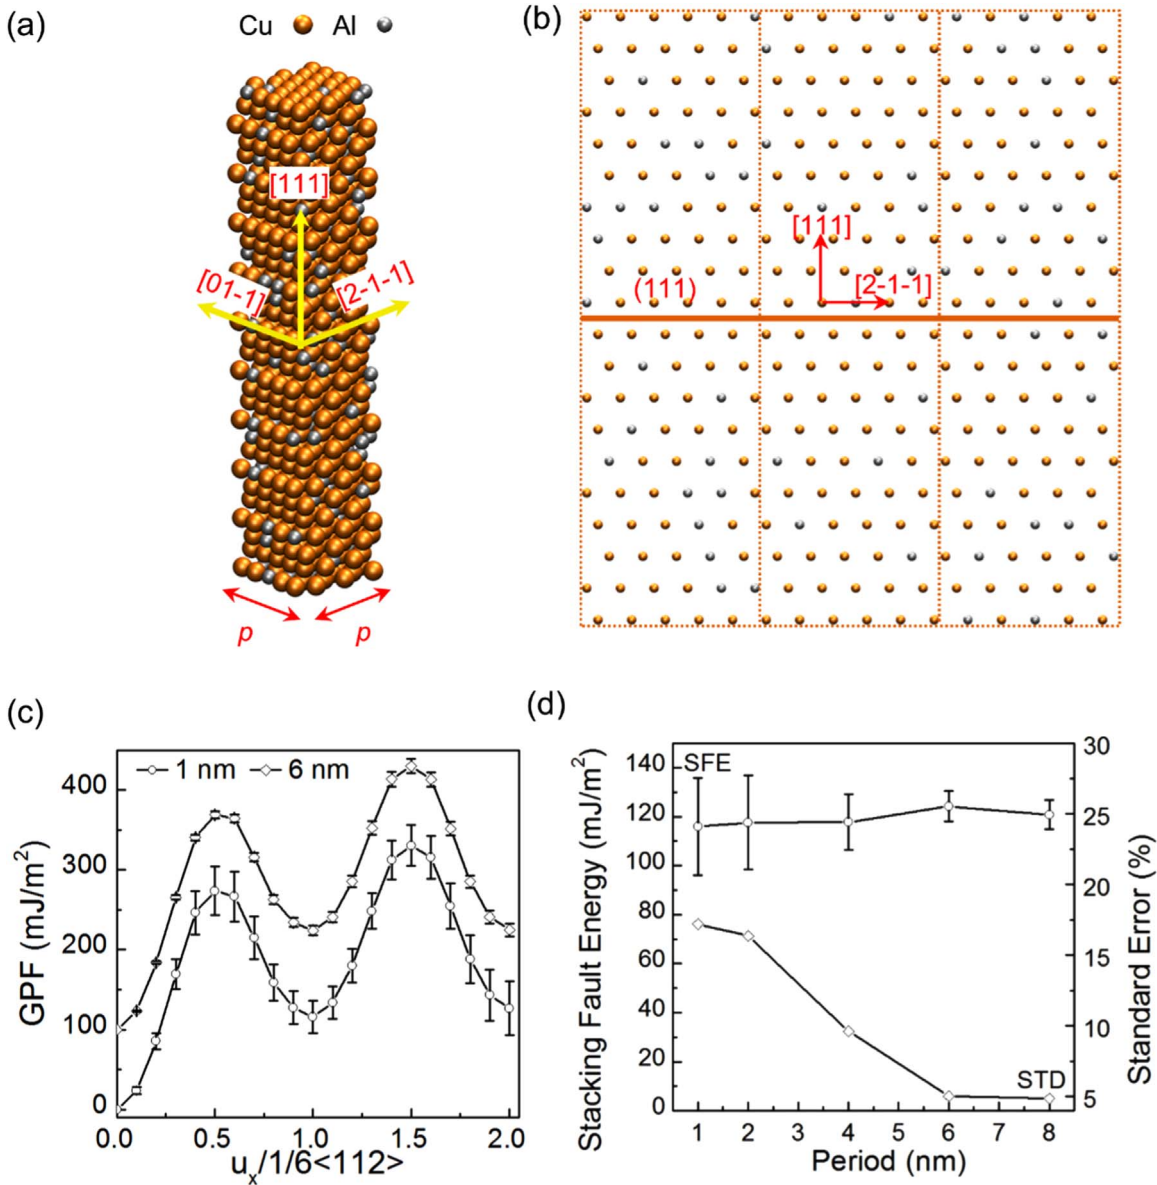 (a)
Cu Al
[111]
[01-1]
[2-1-1]
p p
(b)
[111]
(111)
[2-1-1]
(c)
1 nm 6 nm
400
300
200
100
0
GPF (mJ/m²)
0.0 0.5 1.0 1.5 2.0
uₓ/1/6<112>
(d)
SFE
STD
140
120
100
80
60
40
20
0
Stacking Fault Energy (mJ/m²)
30
25
20
15
10
5
Standard Error (%)
1 2 3 4 5 6 7 8
Period (nm)